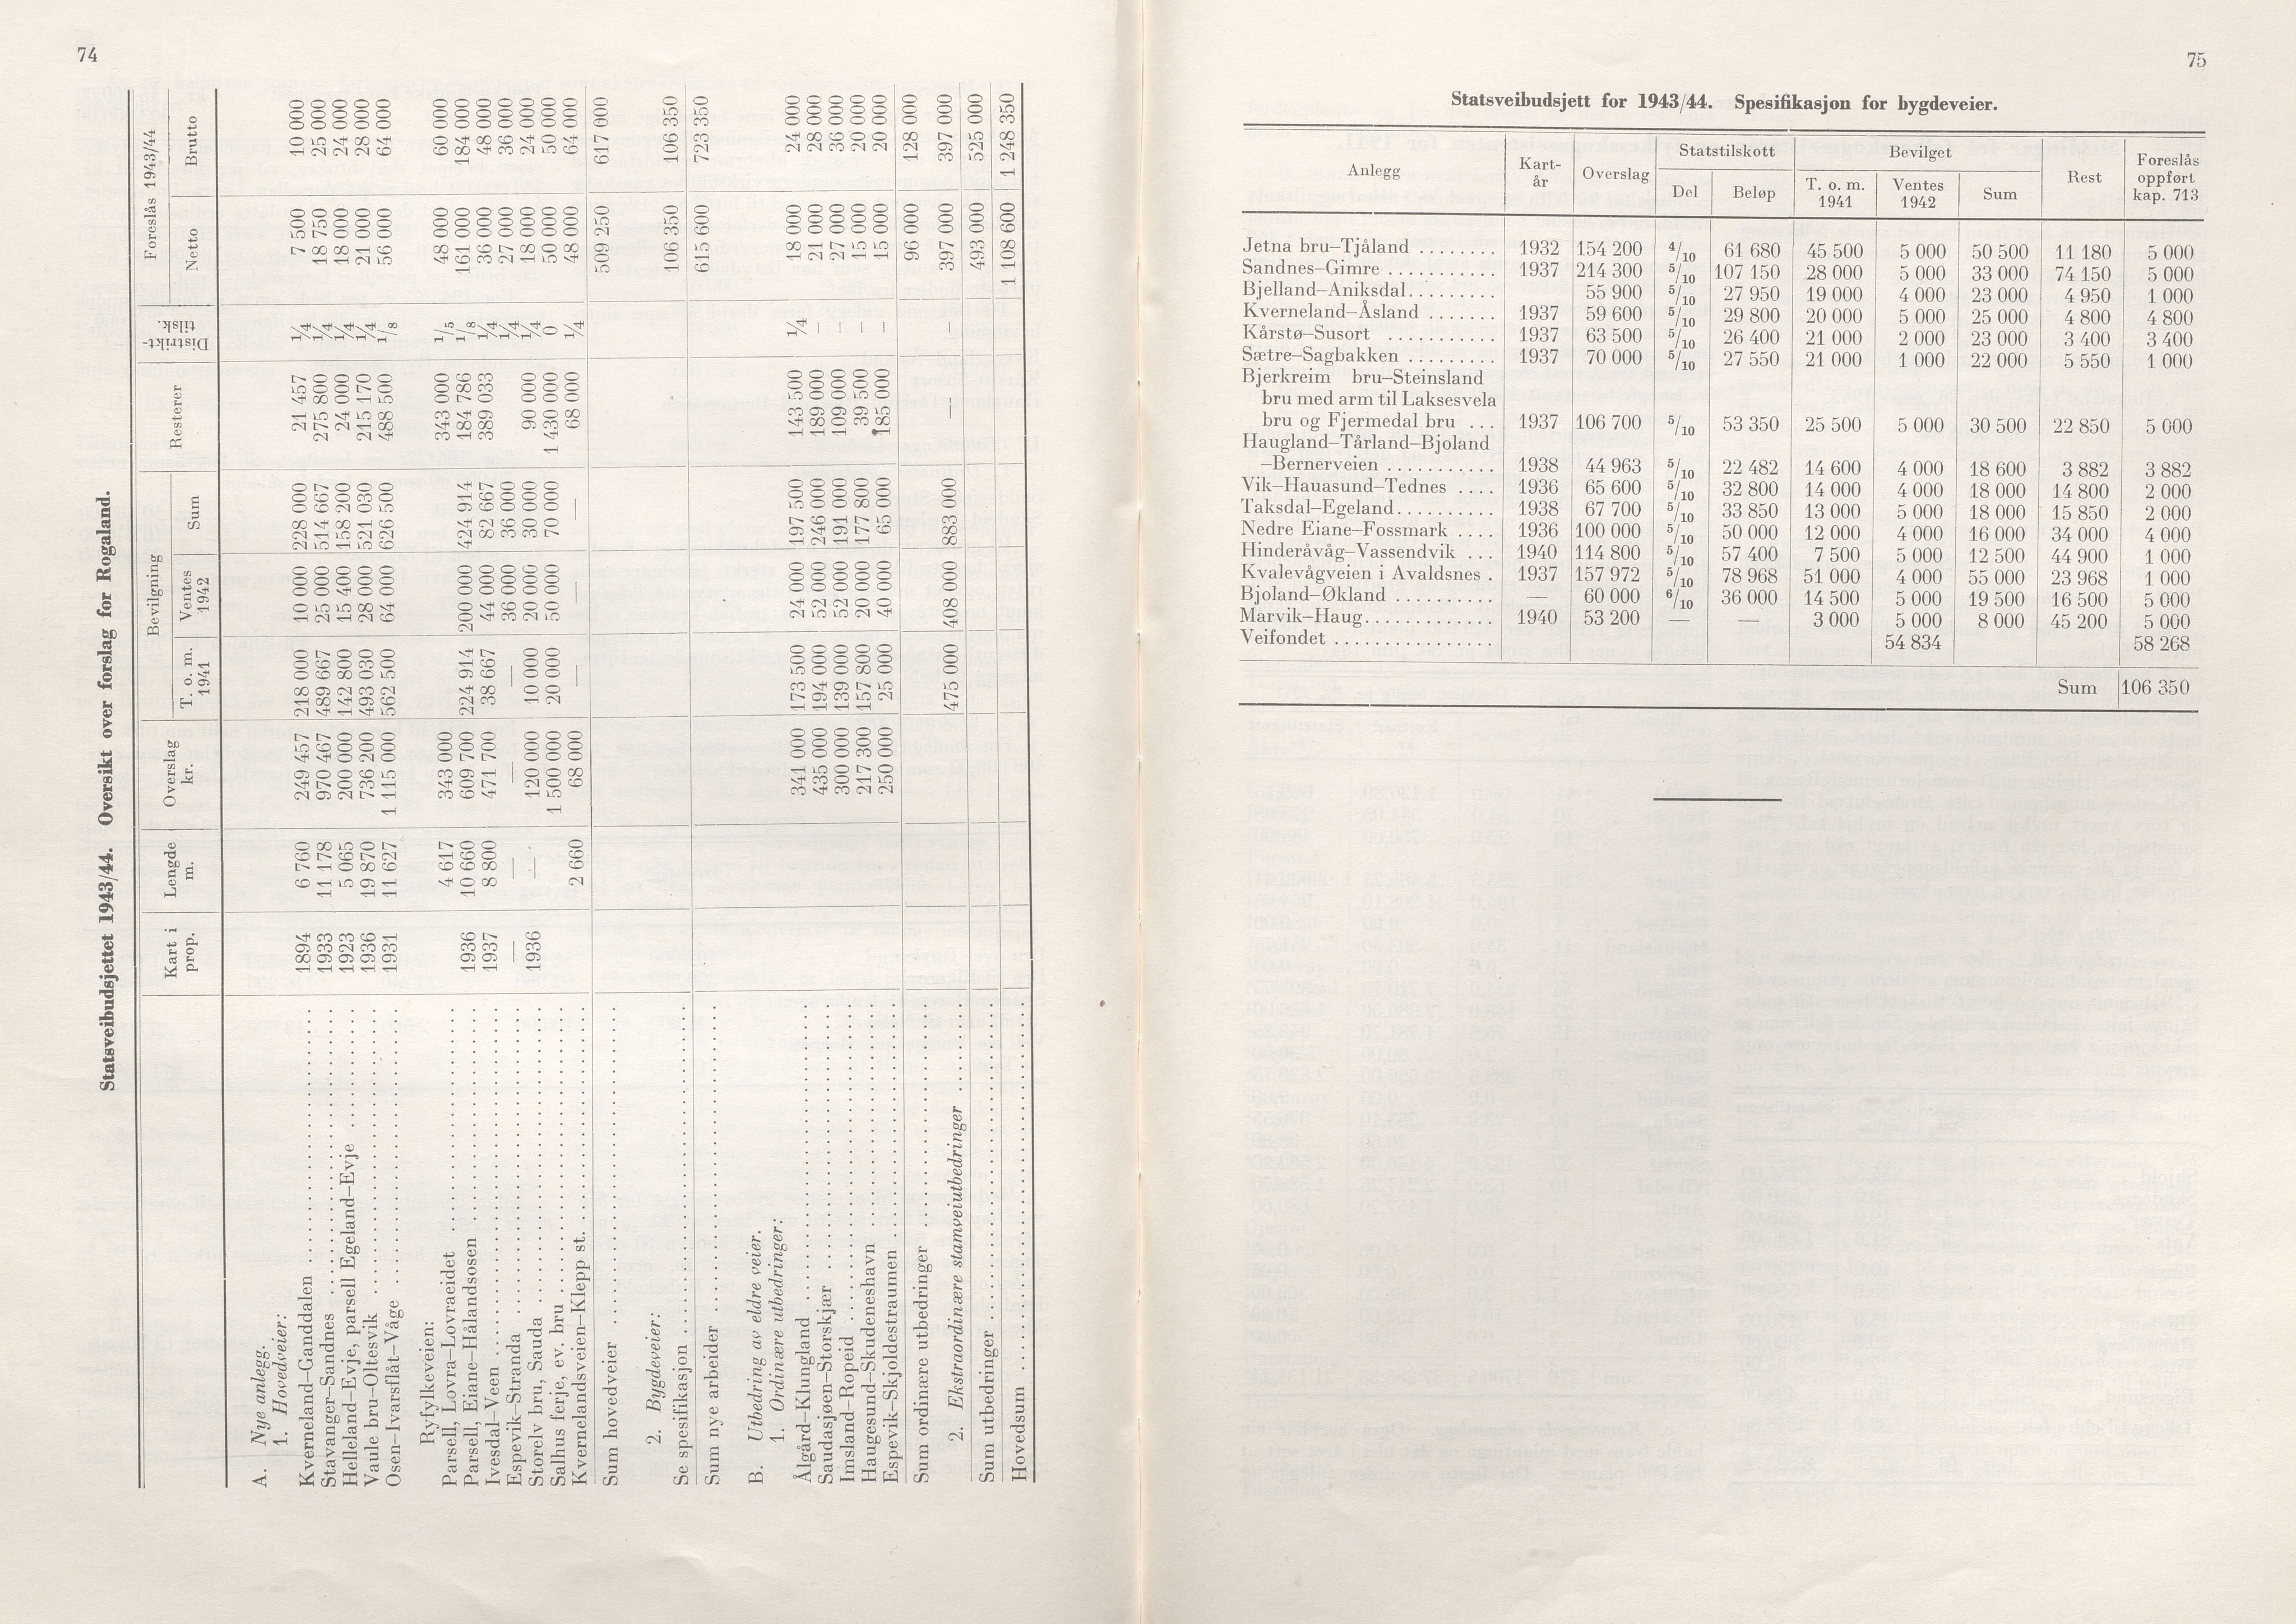 74
Statsveibudsjettet 1943/44. Oversikt over forslag for Rogaland.
Kart i prop. Lengde m. Overslag kr. Bevilgning Resterer Distrikt-tilsk. Foreslås 1943/44
T. o. m. 1941 Ventes 1942 Sum Netto Brutto
A. Nye anlegg.
1. Hovedveier:
Kverneland–Ganddalen 1894 6 760 249 457 218 000 10 000 228 000 21 457 1/4 7 500 10 000
Stavanger–Sandnes 1933 11 178 970 467 489 667 25 000 514 667 275 800 1/4 18 750 25 000
Helleland–Evje, parsell Egeland–Evje 1923 5 065 200 000 142 800 15 400 158 200 24 000 1/4 18 000 24 000
Vaule bru–Oltesvik 1936 19 870 736 200 493 030 28 000 521 030 215 170 1/4 21 000 28 000
Osen–Ivarsflåt–Våge 1931 11 627 1 115 000 562 500 64 000 626 500 488 500 1/8 56 000 64 000
Ryfylkeveien:
Parsell, Lovra–Lovraeidet 4 617 343 000 343 000 1/5 48 000 60 000
Parsell, Eiane–Hålandsosen 1936 10 660 609 700 224 914 200 000 424 914 184 786 1/8 161 000 184 000
Ivesdal–Veen 1937 8 800 471 700 38 667 44 000 82 667 389 033 1/4 36 000 48 000
Espevik–Stranda — — — — 36 000 36 000 1/4 27 000 36 000
Storelv bru, Sauda 1936 — 120 000 10 000 20 000 30 000 90 000 1/4 18 000 24 000
Salhus ferje, ev. bru 1 500 000 20 000 50 000 70 000 1 430 000 0 50 000 50 000
Kvernelandsveien–Klepp st. 2 660 68 000 — — — 68 000 1/4 48 000 64 000
Sum hovedveier 509 250 617 000
2. Bygdeveier:
Se spesifikasjon 106 350 106 350
Sum nye arbeider 615 600 723 350
B. Utbedring av eldre veier.
1. Ordinære utbedringer:
Ålgård–Klungland 341 000 173 500 24 000 197 500 143 500 1/4 18 000 24 000
Saudasjøen–Storskjær 435 000 194 000 52 000 246 000 189 000 – 21 000 28 000
Imsland–Ropeid 300 000 139 000 52 000 191 000 109 000 – 27 000 36 000
Haugesund–Skudeneshavn 217 300 157 800 20 000 177 800 39 500 – 15 000 20 000
Espevik–Skjoldestraumen 250 000 25 000 40 000 65 000 185 000 – 15 000 20 000
Sum ordinære utbedringer 96 000 128 000
2. Ekstraordinære stamveiutbedringer 475 000 408 000 883 000 — – 397 000 397 000
Sum utbedringer 493 000 525 000
Hovedsum 1 108 600 1 248 350
75
Statsveibudsjett for 1943/44. Spesifikasjon for bygdeveier.
Anlegg Kart-år Overslag Statstilskott Bevilget Rest Foreslås oppført kap. 713
Del Beløp T. o. m. 1941 Ventes 1942 Sum
Jetna bru–Tjåland 1932 154 200 4/10 61 680 45 500 5 000 50 500 11 180 5 000
Sandnes–Gimre 1937 214 300 5/10 107 150 28 000 5 000 33 000 74 150 5 000
Bjelland–Aniksdal 55 900 5/10 27 950 19 000 4 000 23 000 4 950 1 000
Kverneland–Åsland 1937 59 600 5/10 29 800 20 000 5 000 25 000 4 800 4 800
Kårstø–Susort 1937 63 500 5/10 26 400 21 000 2 000 23 000 3 400 3 400
Sætre–Sagbakken 1937 70 000 5/10 27 550 21 000 1 000 22 000 5 550 1 000
Bjerkreim bru–Steinsland
bru med arm til Laksesvela
bru og Fjermedal bru 1937 106 700 5/10 53 350 25 500 5 000 30 500 22 850 5 000
Haugland–Tårland–Bjoland
–Bernerveien 1938 44 963 5/10 22 482 14 600 4 000 18 600 3 882 3 882
Vik–Hauasund–Tednes 1936 65 600 5/10 32 800 14 000 4 000 18 000 14 800 2 000
Taksdal–Egeland 1938 67 700 5/10 33 850 13 000 5 000 18 000 15 850 2 000
Nedre Eiane–Fossmark 1936 100 000 5/10 50 000 12 000 4 000 16 000 34 000 4 000
Hinderåvåg–Vassendvik 1940 114 800 5/10 57 400 7 500 5 000 12 500 44 900 1 000
Kvalevågveien i Avaldsnes 1937 157 972 5/10 78 968 51 000 4 000 55 000 23 968 1 000
Bjoland–Økland — 60 000 6/10 36 000 14 500 5 000 19 500 16 500 5 000
Marvik–Haug 1940 53 200 — — 3 000 5 000 8 000 45 200 5 000
Veifondet 54 834 58 268
Sum 106 350